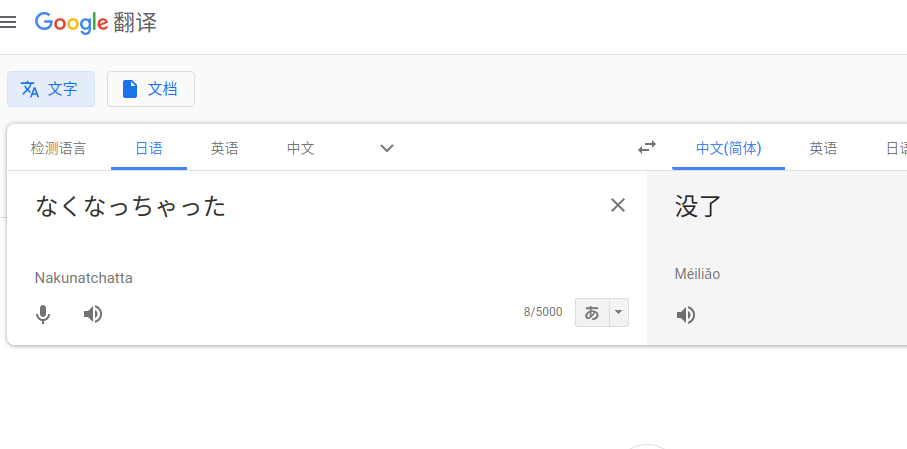 Google 翻译
文字 文档
检测语言 日语 英语 中文 中文(简体) 英语
なくなっちゃった 没了
Nakunatchatta Méiliǎo
8/5000 あ